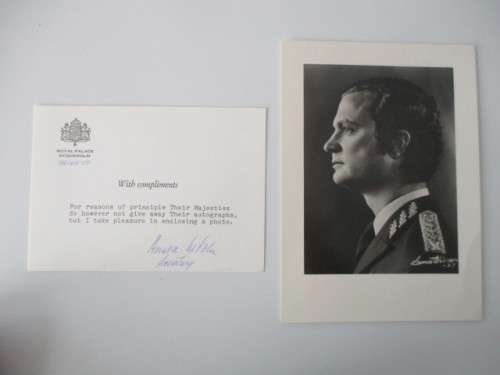 ROYAL PALACE
STOCKHOLM
With compliments
For reasons of principle Their Majesties
do however not give away Their autographs,
but I take pleasure in enclosing a photo.
Secretary